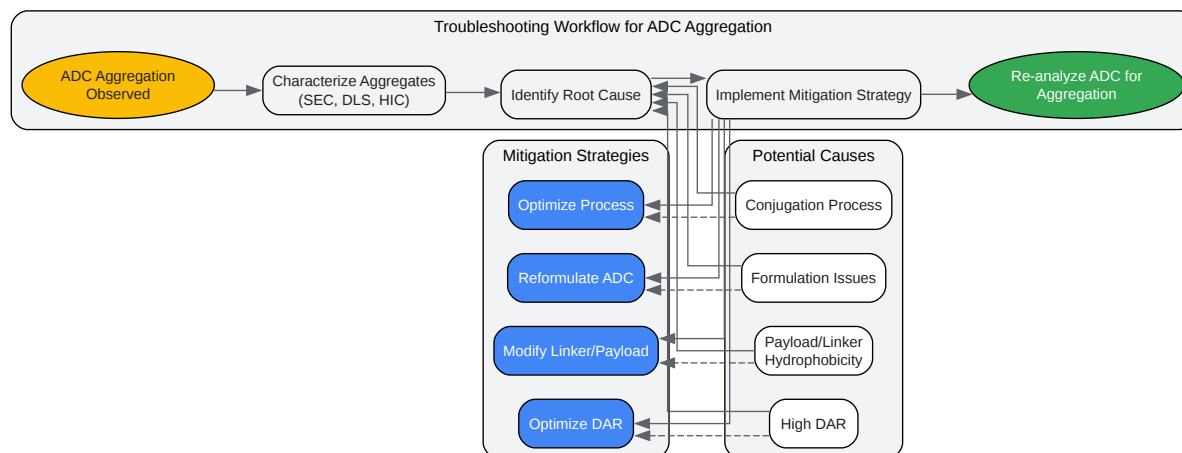 Troubleshooting Workflow for ADC Aggregation
ADC Aggregation
Observed
Characterize Aggregates
(SEC, DLS, HIC)
Identify Root Cause
Implement Mitigation Strategy
Re-analyze ADC for
Aggregation
Mitigation Strategies
Potential Causes
Optimize Process
Conjugation Process
Reformulate ADC
Formulation Issues
Modify Linker/Payload
Payload/Linker
Hydrophobicity
Optimize DAR
High DAR